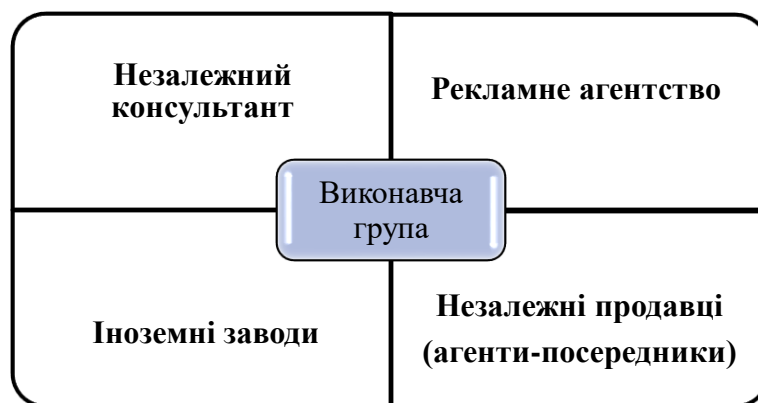 Незалежний
консультант
Рекламне агентство
Виконавча
група
Іноземні заводи
Незалежні продавці
(агенти-посередники)